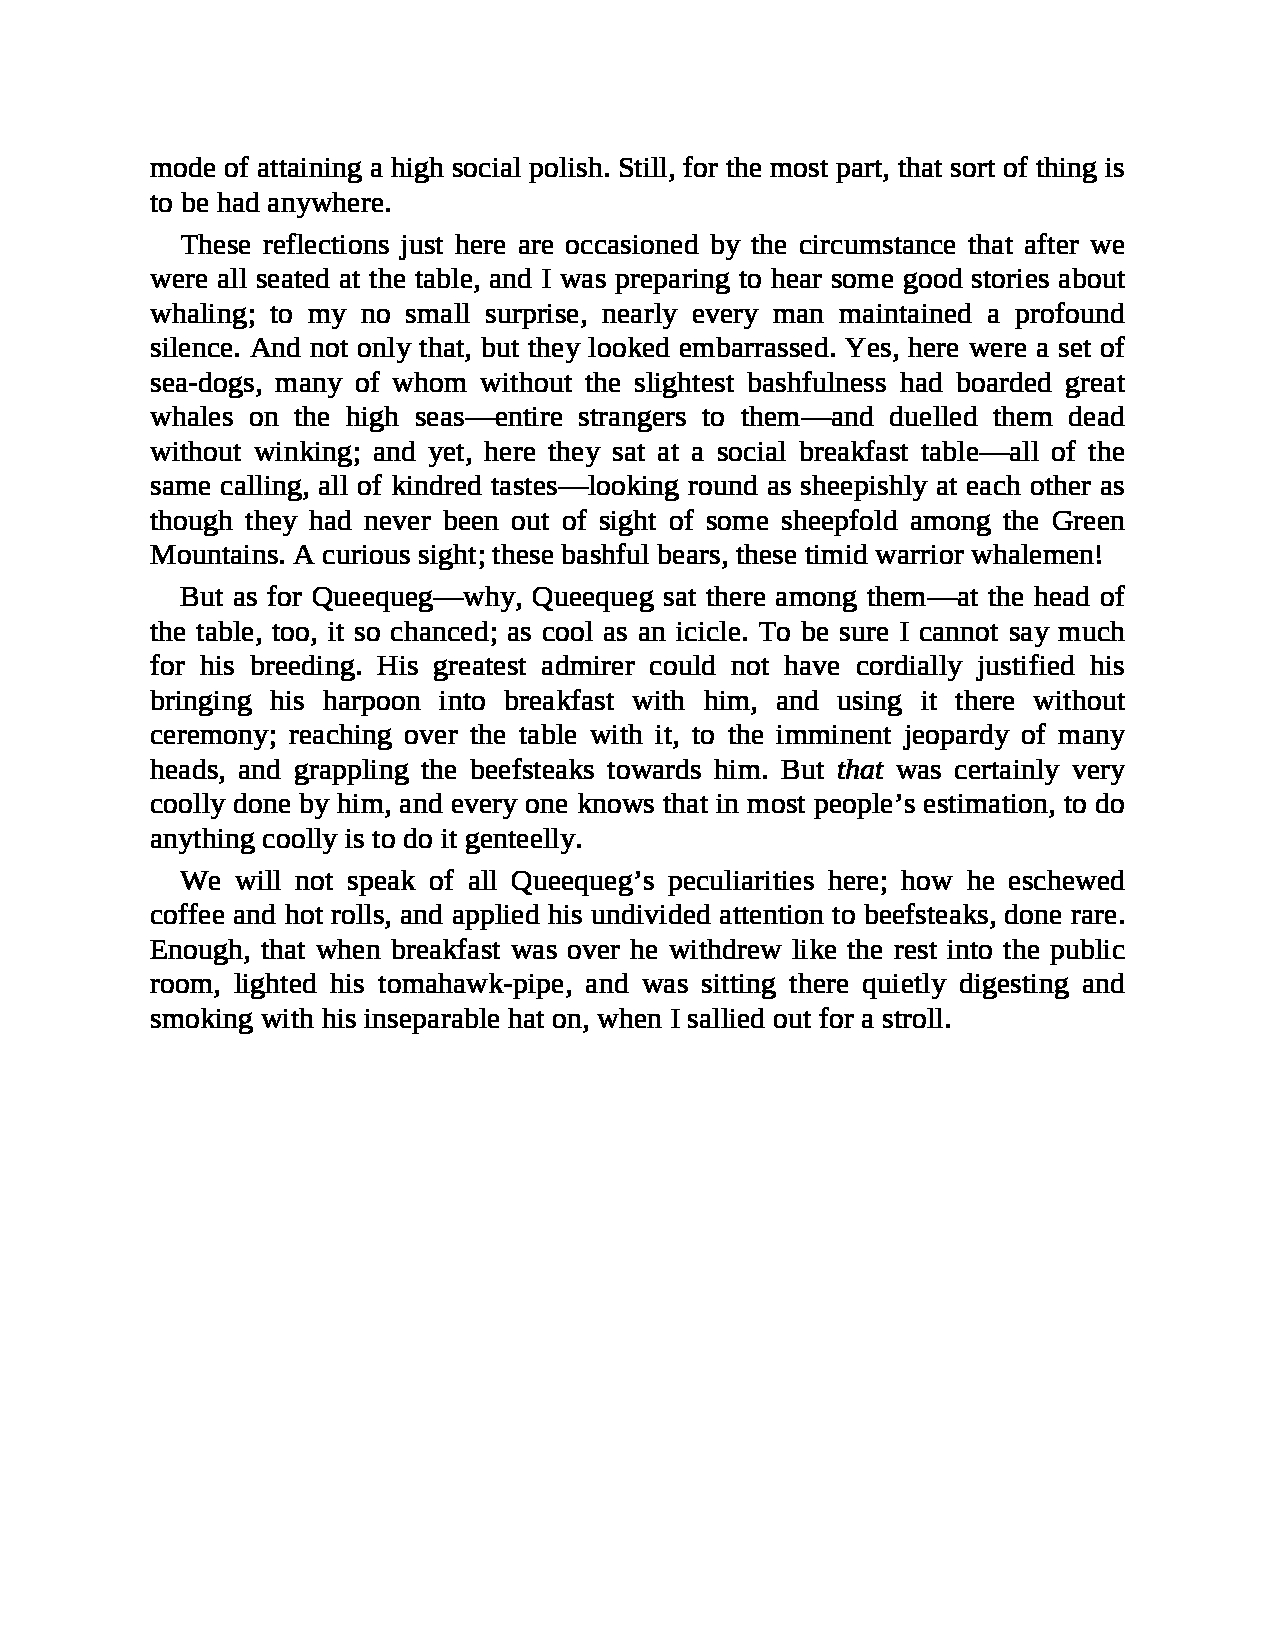 mode of attaining a high social polish. Still, for the most part, that sort of thing is
to be had anywhere.
These reflections just here are occasioned by the circumstance that after we
were all seated at the table, and I was preparing to hear some good stories about
whaling; to my no small surprise, nearly every man maintained a profound
silence. And not only that, but they looked embarrassed. Yes, here were a set of
sea-dogs, many of whom without the slightest bashfulness had boarded great
whales on the high seas—entire strangers to them—and duelled them dead
without winking; and yet, here they sat at a social breakfast table—all of the
same calling, all of kindred tastes—looking round as sheepishly at each other as
though they had never been out of sight of some sheepfold among the Green
Mountains. A curious sight; these bashful bears, these timid warrior whalemen!
But as for Queequeg—why, Queequeg sat there among them—at the head of
the table, too, it so chanced; as cool as an icicle. To be sure I cannot say much
for his breeding. His greatest admirer could not have cordially justified his
bringing his harpoon into breakfast with him, and using it there without
ceremony; reaching over the table with it, to the imminent jeopardy of many
heads, and grappling the beefsteaks towards him. But that was certainly very
coolly done by him, and every one knows that in most people’s estimation, to do
anything coolly is to do it genteelly.
We will not speak of all Queequeg’s peculiarities here; how he eschewed
coffee and hot rolls, and applied his undivided attention to beefsteaks, done rare.
Enough, that when breakfast was over he withdrew like the rest into the public
room, lighted his tomahawk-pipe, and was sitting there quietly digesting and
smoking with his inseparable hat on, when I sallied out for a stroll.